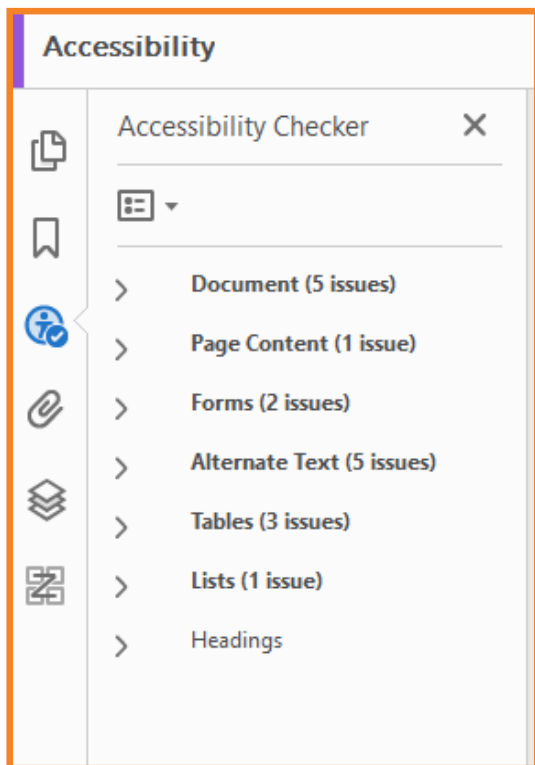 Accessibility
Accessibility Checker
Document (5 issues)
Page Content (1 issue)
Forms (2 issues)
Alternate Text (5 issues)
Tables (3 issues)
Lists (1 issue)
Headings